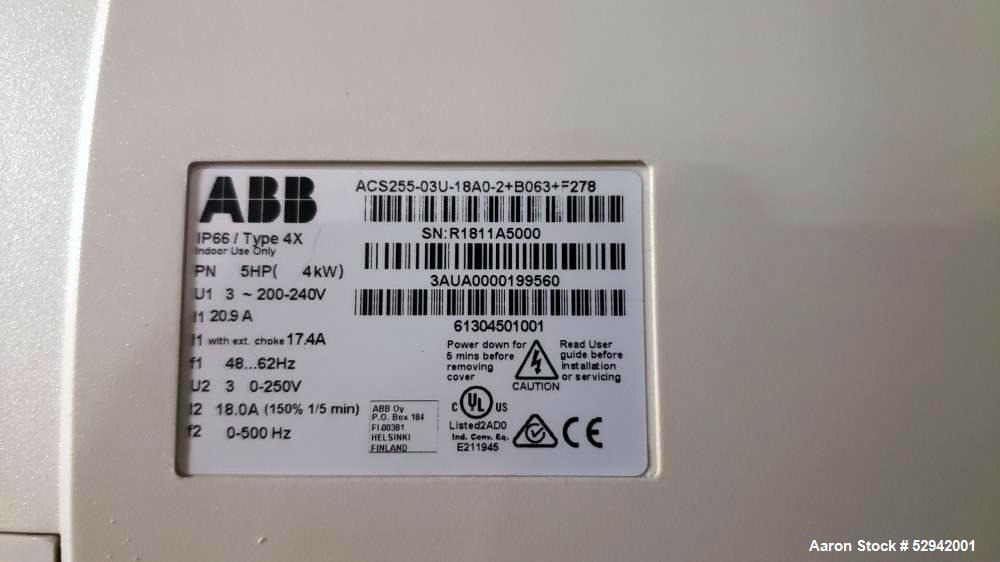 ABB
ACS255-03U-18A0-2+B063+F278
IP66 / Type 4X
Indoor Use Only
SN:R1811A5000
PN 5HP( 4kW)
3AUA0000199560
U1 3 ~ 200-240V
I1 20.9 A
61304501001
I1 with ext. choke 17.4A
f1 48...62Hz
U2 3 0-250V
I2 18.0A (150% 1/5 min)
f2 0-500 Hz
Power down for
5 mins before
removing
cover
CAUTION
Read User
guide before
installation
or servicing
ABB Oy
P.O. Box 184
FI-00381
HELSINKI
FINLAND
C UL US
Listed2AD0
Ind. Conv. Eq.
E211945
CE
Aaron Stock # 52942001